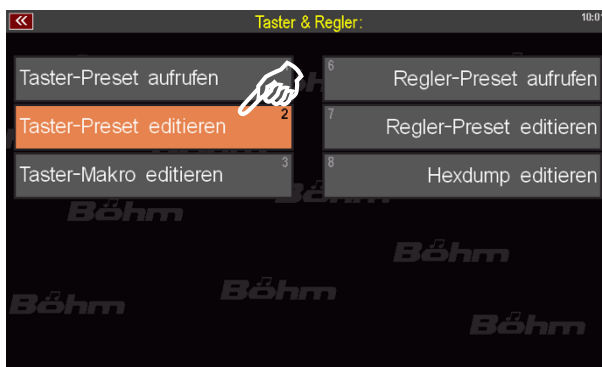 Taster & Regler:
10:01
Taster-Preset aufrufen
6
Regler-Preset aufrufen
Taster-Preset editieren
2
7
Regler-Preset editieren
Taster-Makro editieren
3
8
Hexdump editieren
Böhm
Böhm
Böhm
Böhm
Böhm